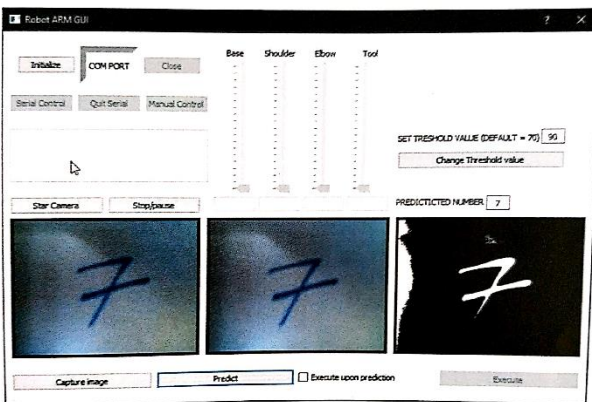 Robot ARM GUI ? X
Base Shoulder Elbow Tool
Initialize COM PORT Close
Serial Control Quit Serial Manual Control
SET TRESHOLD VALUE (DEFAULT = 70) 90
Change Threshold value
Star Camera Stop/pause
PREDICTICTED NUMBER 7
7 7 7
Capture image Predict Execute upon prediction Execute